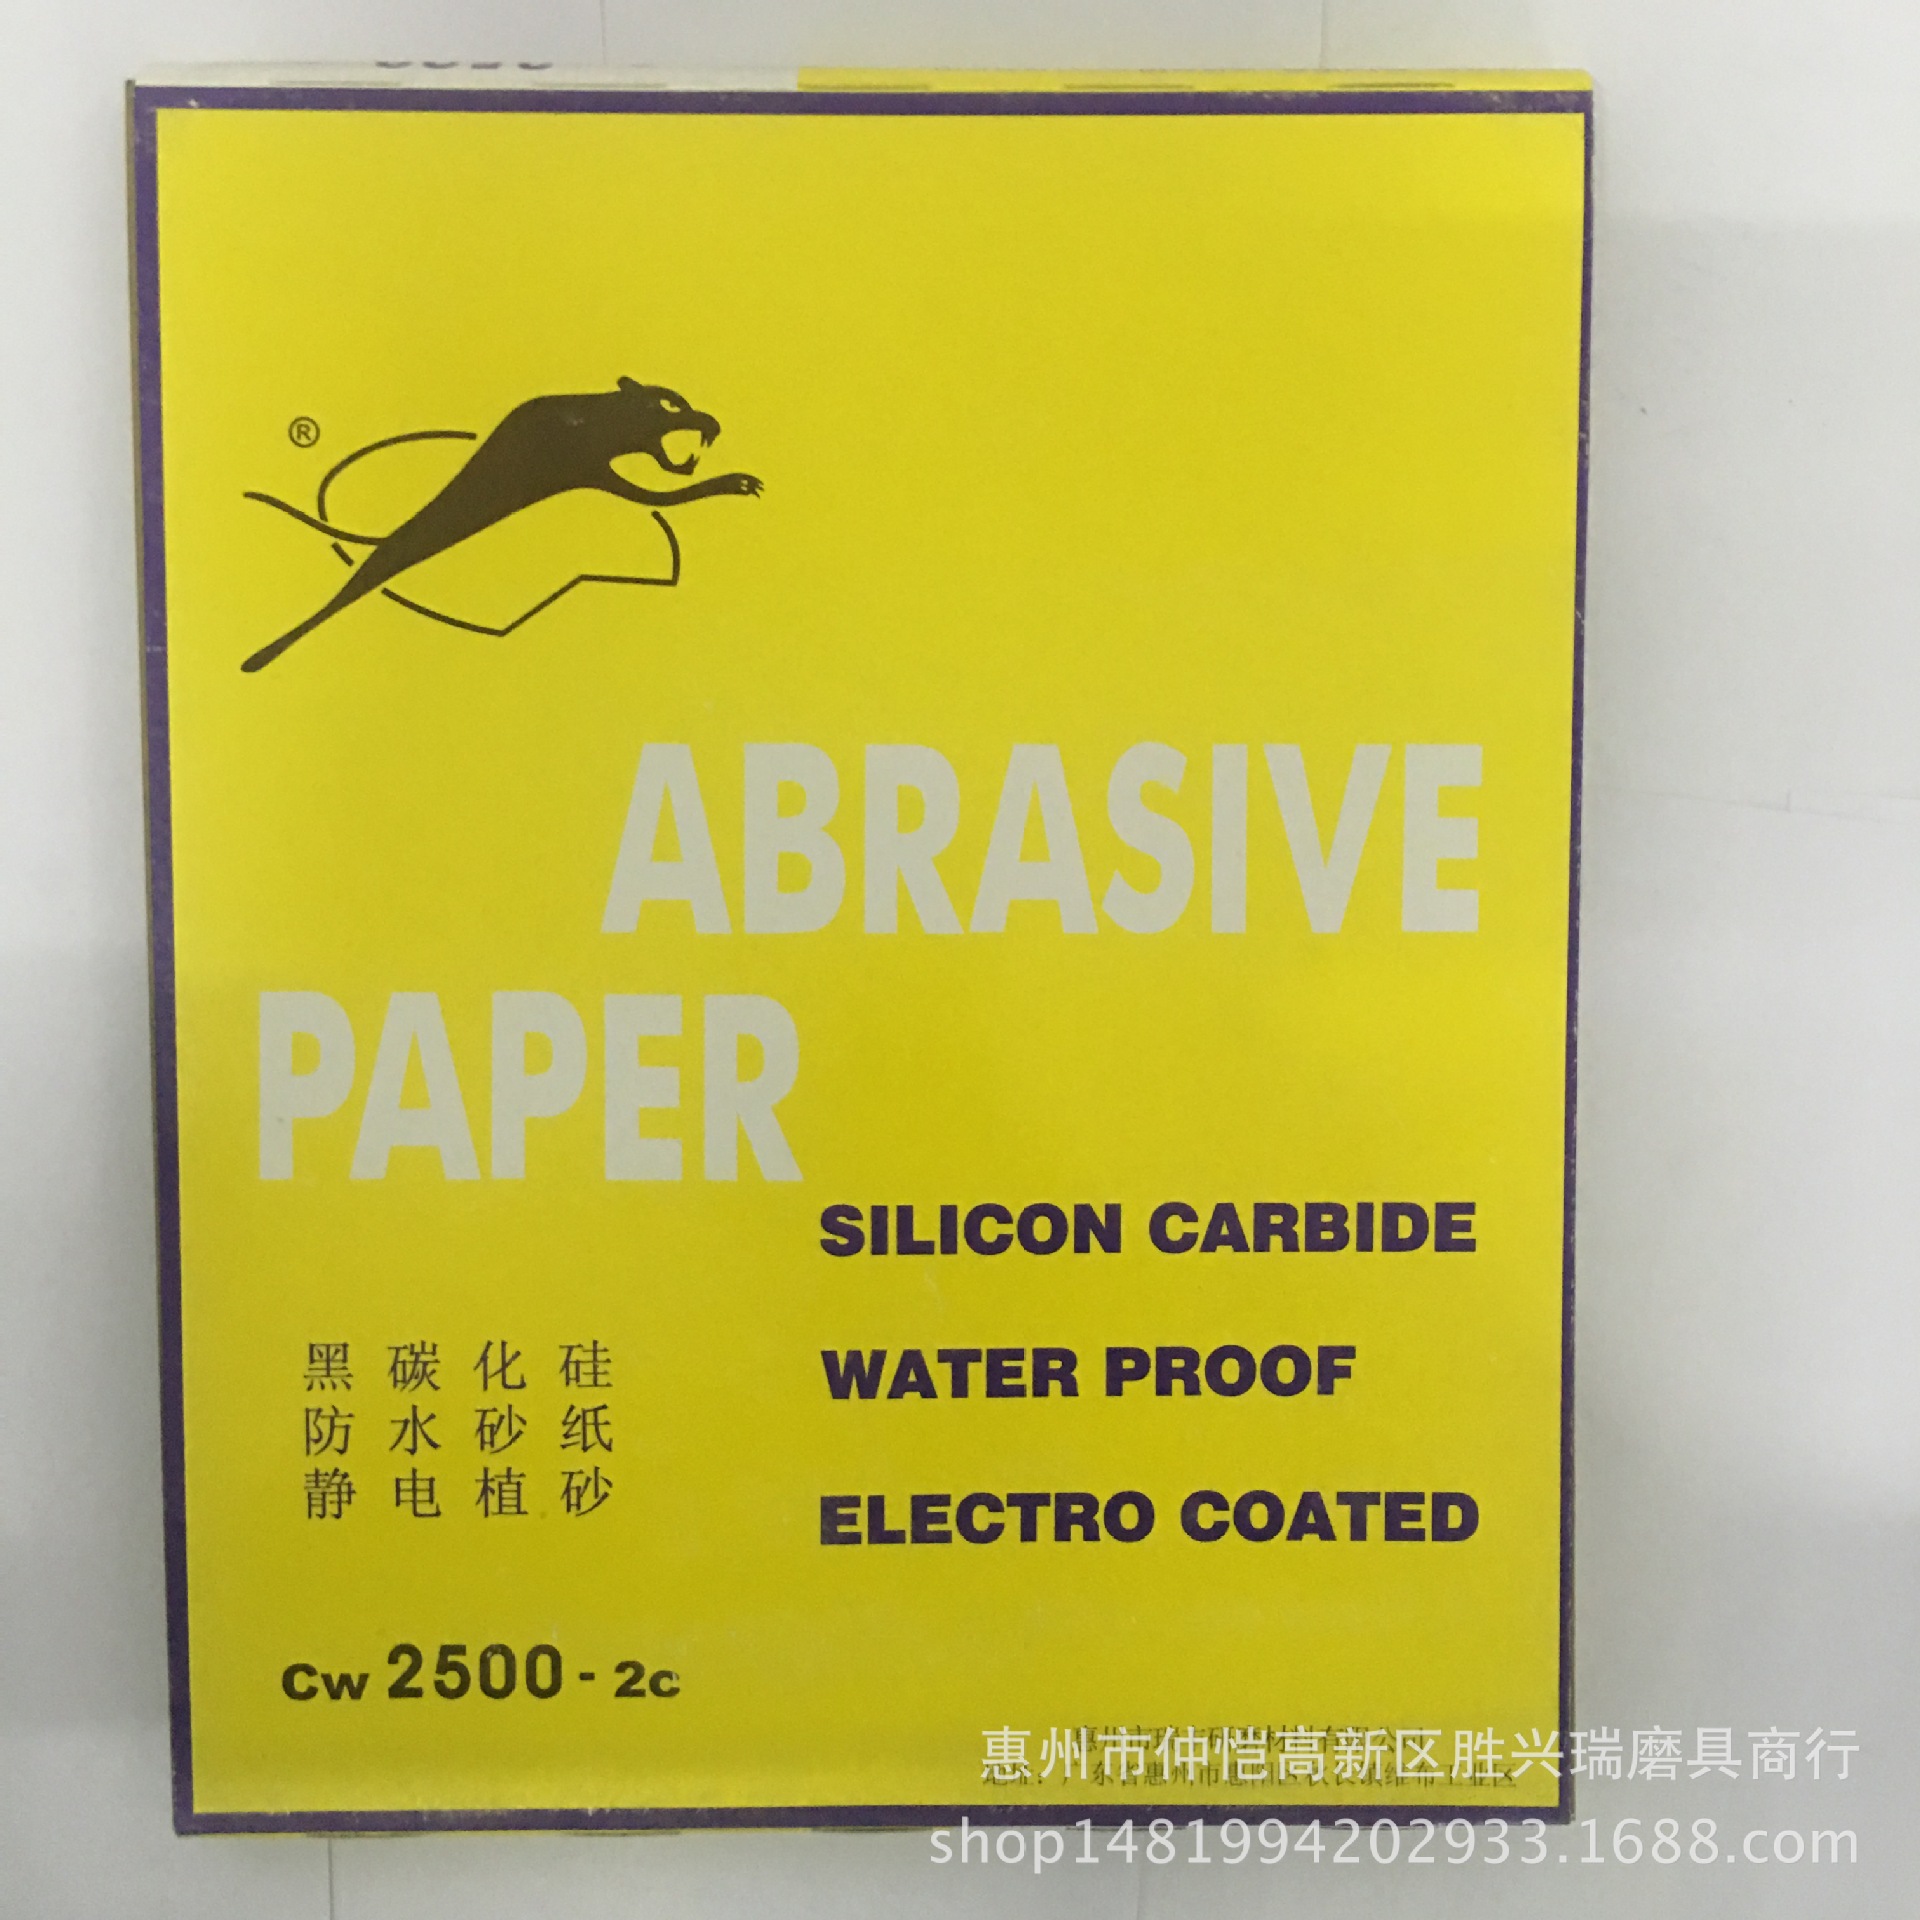 ®
ABRASIVE
PAPER
SILICON CARBIDE
WATER PROOF
ELECTRO COATED
黑碳化硅
防水砂纸
静电植砂
Cw 2500 - 2c
惠州市仲恺高新区胜兴瑞磨具商行
shop1481994202933.1688.com